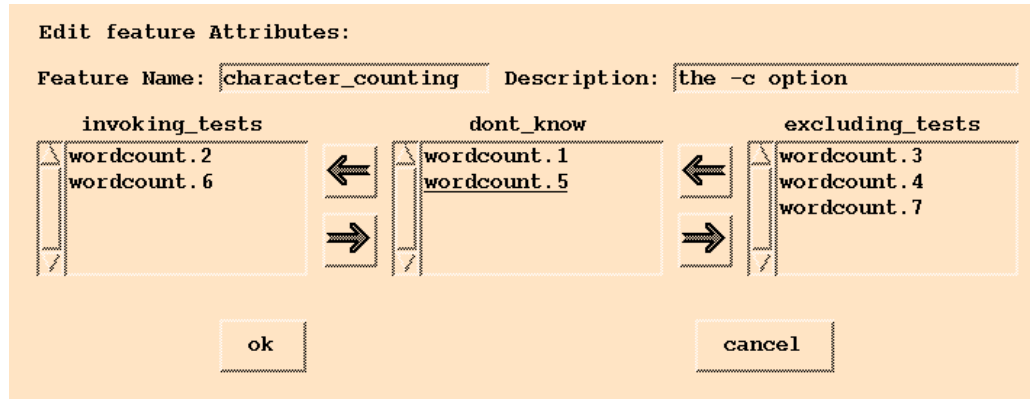 Edit feature Attributes:
Feature Name: character_counting Description: the -c option
invoking_tests dont_know excluding_tests
wordcount.2 wordcount.1 wordcount.3
wordcount.6 wordcount.5 wordcount.4
wordcount.7
ok cancel